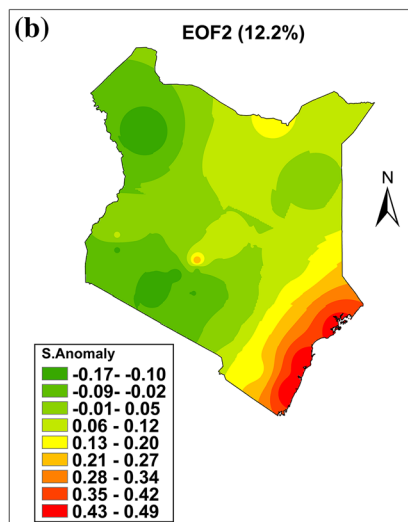 (b)
EOF2 (12.2%)
N
S.Anomaly
-0.17- -0.10
-0.09- -0.02
-0.01- 0.05
0.06 - 0.12
0.13 - 0.20
0.21 - 0.27
0.28 - 0.34
0.35 - 0.42
0.43 - 0.49